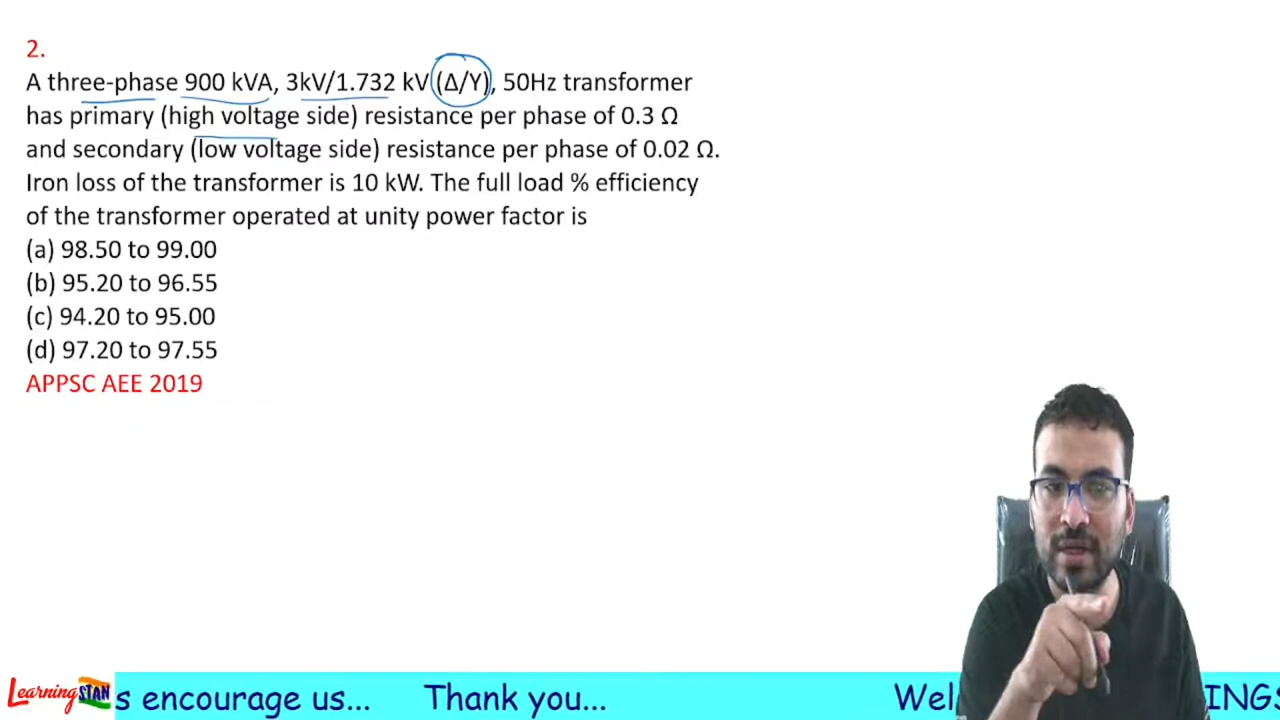 2.
A three-phase 900 kVA, 3kV/1.732 kV (Δ/Y), 50Hz transformer
has primary (high voltage side) resistance per phase of 0.3 Ω
and secondary (low voltage side) resistance per phase of 0.02 Ω.
Iron loss of the transformer is 10 kW. The full load % efficiency
of the transformer operated at unity power factor is
(a) 98.50 to 99.00
(b) 95.20 to 96.55
(c) 94.20 to 95.00
(d) 97.20 to 97.55
APPSC AEE 2019
Learning STAN
s encourage us... Thank you... Wel INGS